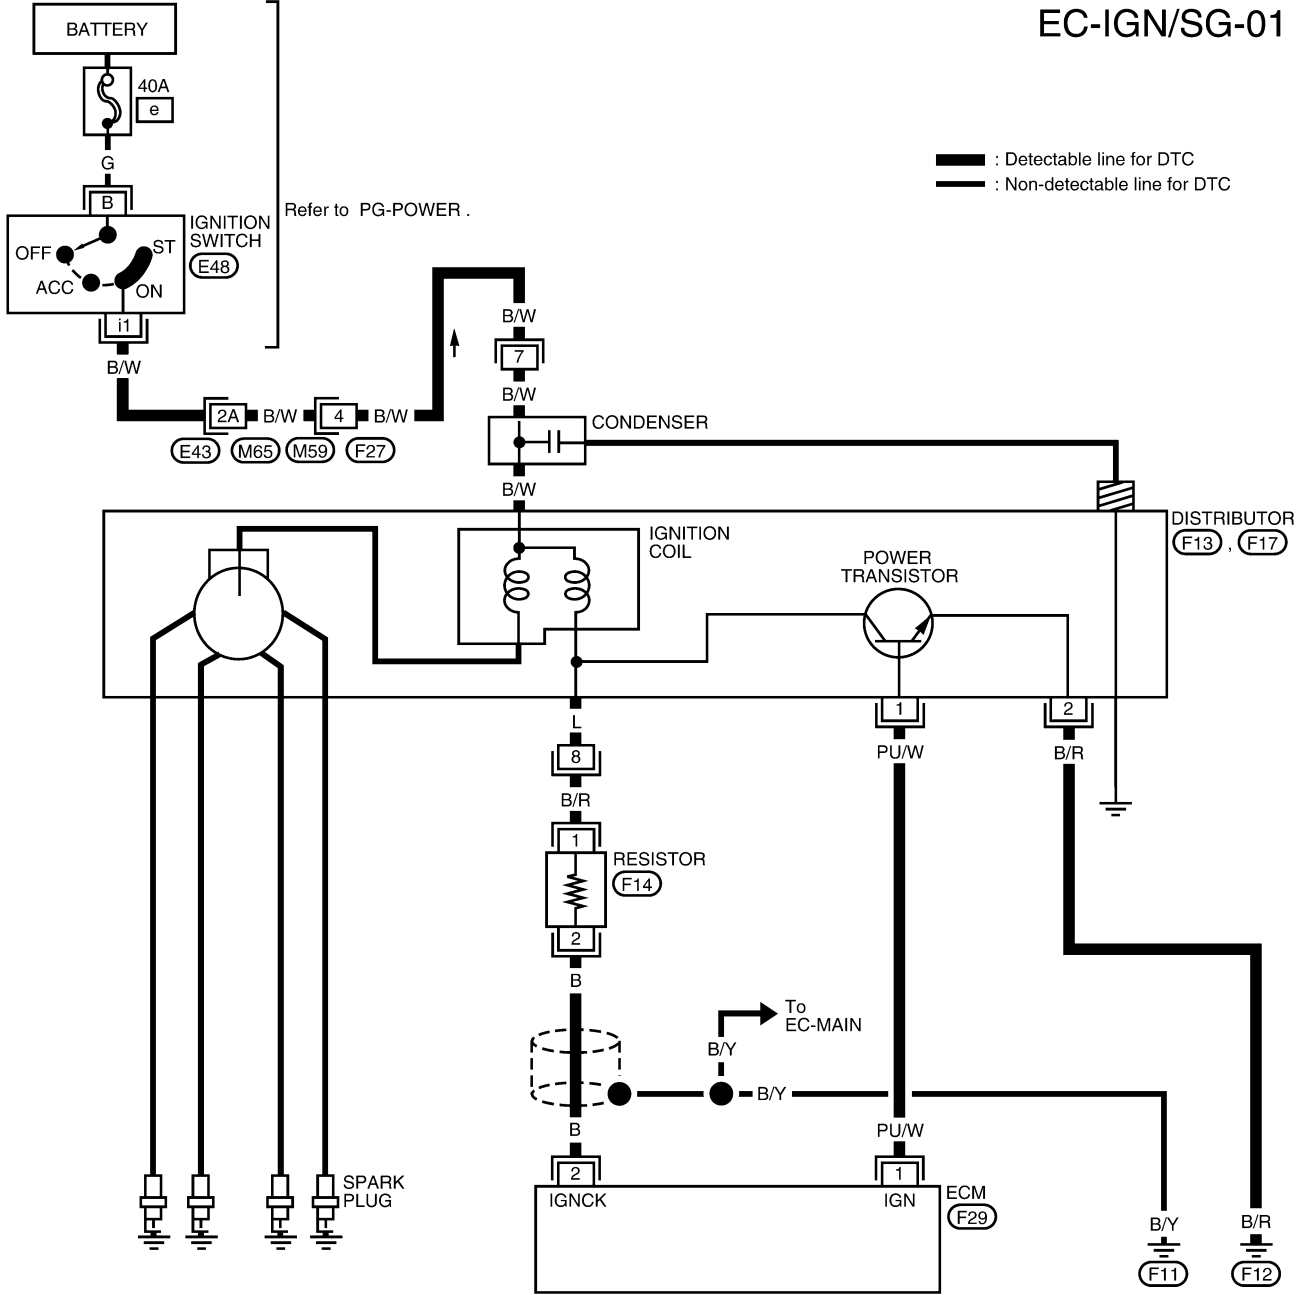 EC-IGN/SG-01
BATTERY
40A
e
G
B
IGNITION
SWITCH
E48
OFF
ST
ACC
ON
i1
B/W
Refer to PG-POWER .
: Detectable line for DTC
: Non-detectable line for DTC
2A
B/W
4
B/W
E43
M65
M59
F27
B/W
7
B/W
CONDENSER
B/W
DISTRIBUTOR
F13 , F17
IGNITION
COIL
POWER
TRANSISTOR
1
2
L
PU/W
B/R
8
B/R
1
RESISTOR
F14
2
B
To
EC-MAIN
B/Y
B/Y
B
PU/W
2
1
IGNCK
IGN
ECM
F29
SPARK
PLUG
B/Y
B/R
F11
F12